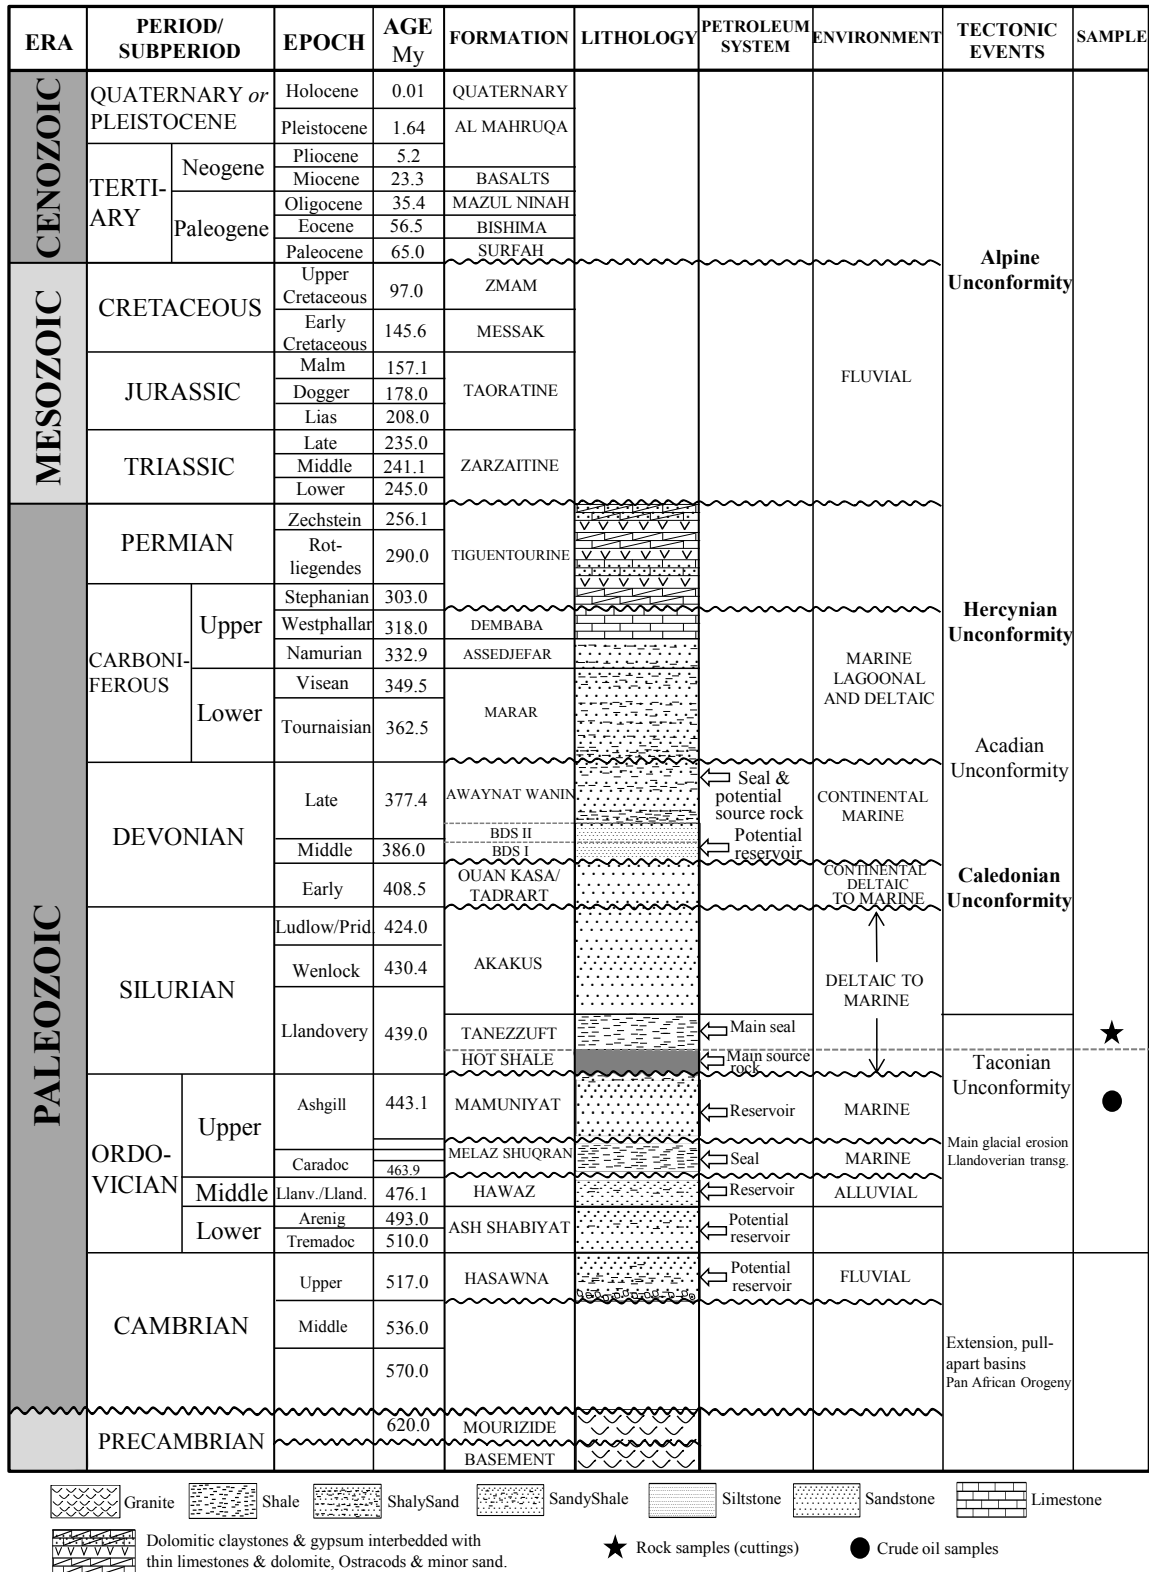 ERA
PERIOD/
SUBPERIOD
EPOCH
AGE
My
FORMATION
LITHOLOGY
PETROLEUM
SYSTEM
ENVIRONMENT
TECTONIC
EVENTS
SAMPLE
CENOZOIC
QUATERNARY or
PLEISTOCENE
Holocene
0.01
QUATERNARY
Pleistocene
1.64
AL MAHRUQA
TERTI-
ARY
Neogene
Pliocene
5.2
Miocene
23.3
BASALTS
Paleogene
Oligocene
35.4
MAZUL NINAH
Eocene
56.5
BISHIMA
Paleocene
65.0
SURFAH
Alpine
Unconformity
MESOZOIC
CRETACEOUS
Upper
Cretaceous
97.0
ZMAM
Early
Cretaceous
145.6
MESSAK
JURASSIC
Malm
157.1
Dogger
178.0
TAORATINE
Lias
208.0
FLUVIAL
TRIASSIC
Late
235.0
Middle
241.1
ZARZAITINE
Lower
245.0
PALEOZOIC
PERMIAN
Zechstein
256.1
Rot-
liegendes
290.0
TIGUENTOURINE
CARBONI-
FEROUS
Upper
Stephanian
303.0
Westphallar
318.0
DEMBABA
Namurian
332.9
ASSEDJEFAR
Hercynian
Unconformity
Lower
Visean
349.5
Tournaisian
362.5
MARAR
MARINE
LAGOONAL
AND DELTAIC
Acadian
Unconformity
DEVONIAN
Late
377.4
AWAYNAT WANIN
Seal &
potential
source rock
CONTINENTAL
MARINE
BDS II
Middle
386.0
BDS I
Potential
reservoir
Early
408.5
OUAN KASA/
TADRART
CONTINENTAL
DELTAIC
TO MARINE
Caledonian
Unconformity
SILURIAN
Ludlow/Prid.
424.0
Wenlock
430.4
AKAKUS
DELTAIC TO
MARINE
Llandovery
439.0
TANEZZUFT
Main seal
HOT SHALE
Main source
rock
Taconian
Unconformity
ORDO-
VICIAN
Upper
Ashgill
443.1
MAMUNIYAT
Reservoir
MARINE
Caradoc
463.9
MELAZ SHUQRAN
Seal
MARINE
Main glacial erosion
Llandoverian transg.
Middle
Llanv./Lland.
476.1
HAWAZ
Reservoir
ALLUVIAL
Lower
Arenig
493.0
Tremadoc
510.0
ASH SHABIYAT
Potential
reservoir
CAMBRIAN
Upper
517.0
HASAWNA
Potential
reservoir
FLUVIAL
Middle
536.0
570.0
Extension, pull-
apart basins
Pan African Orogeny
PRECAMBRIAN
620.0
MOURIZIDE
BASEMENT
Granite
Shale
ShalySand
SandyShale
Siltstone
Sandstone
Limestone
Dolomitic claystones & gypsum interbedded with
thin limestones & dolomite, Ostracods & minor sand.
Rock samples (cuttings)
Crude oil samples